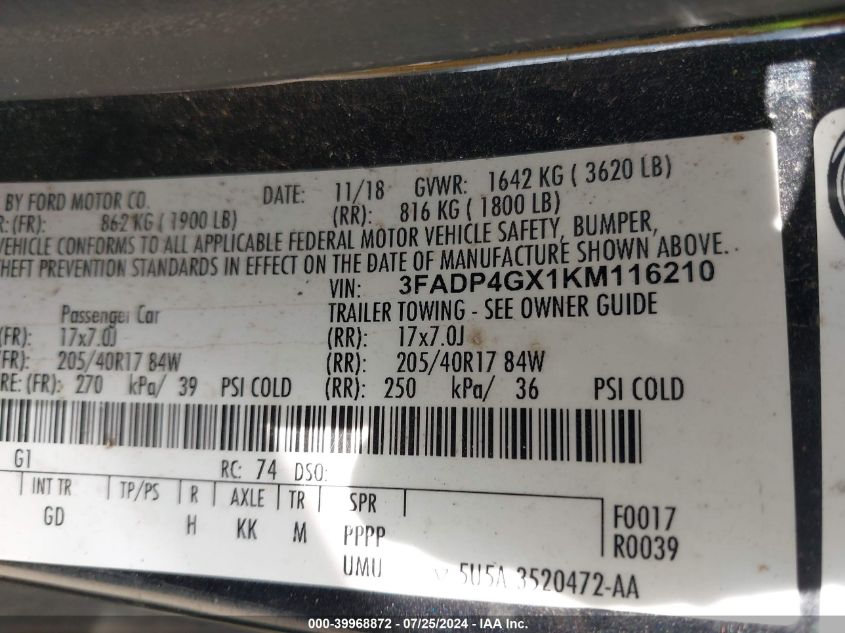 BY FORD MOTOR CO. DATE: 11/18 GVWR: 1642 KG ( 3620 LB)
(FR): 862 KG ( 1900 LB) (RR): 816 KG ( 1800 LB)
VEHICLE CONFORMS TO ALL APPLICABLE FEDERAL MOTOR VEHICLE SAFETY, BUMPER,
THEFT PREVENTION STANDARDS IN EFFECT ON THE DATE OF MANUFACTURE SHOWN ABOVE.
VIN: 3FADP4GX1KM116210
Passenger Car TRAILER TOWING - SEE OWNER GUIDE
(FR): 17x7.0J (RR): 17x7.0J
(FR): 205/40R17 84W (RR): 205/40R17 84W
RE: (FR): 270 kPa/ 39 PSI COLD (RR): 250 kPa/ 36 PSI COLD
G1 RC: 74 DSO:
INT TR TP/PS R AXLE TR SPR
GD H KK M PPPP
UMU
F0017
R0039
5U5A 3520472-AA
000-39968872 / 07/25/2024 - IAA, Inc.